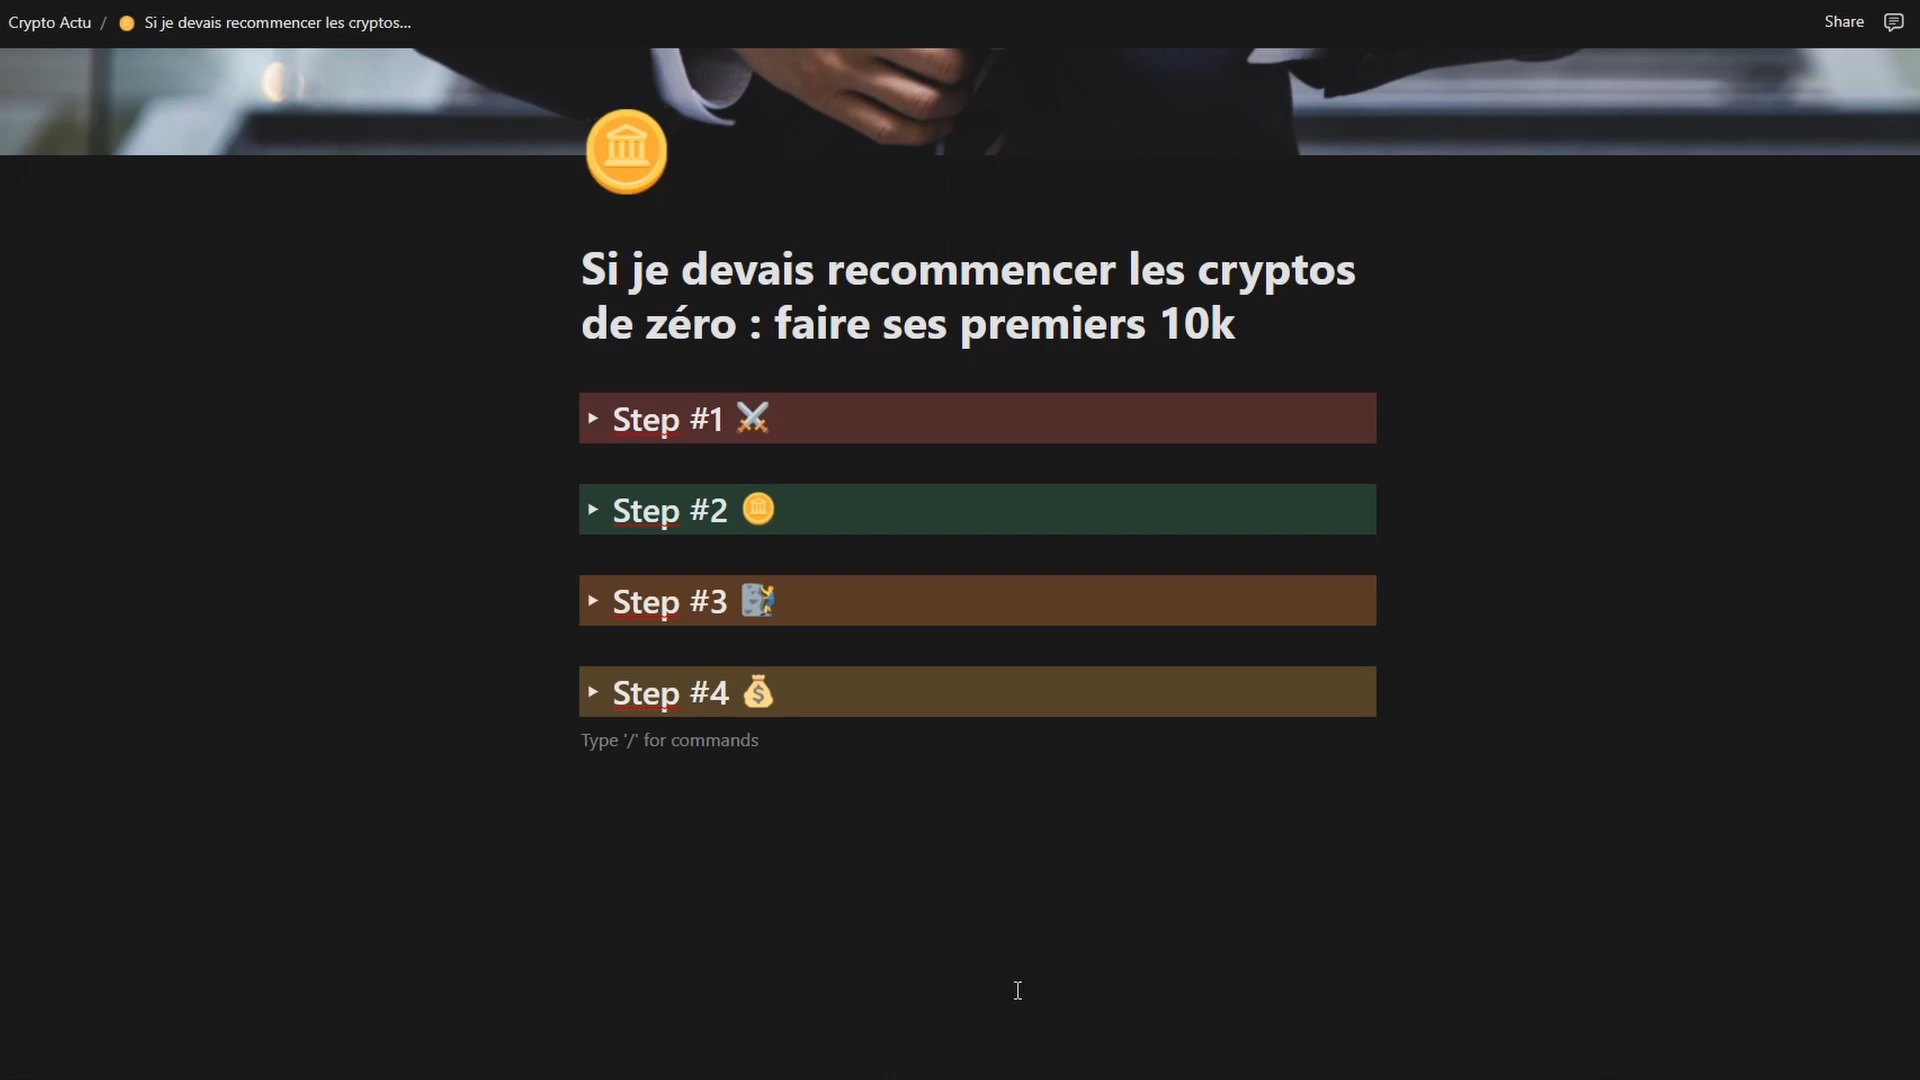 Crypto Actu / Si je devais recommencer les cryptos...
Share
Si je devais recommencer les cryptos
de zéro : faire ses premiers 10k
Step #1
Step #2
Step #3
Step #4
Type '/' for commands